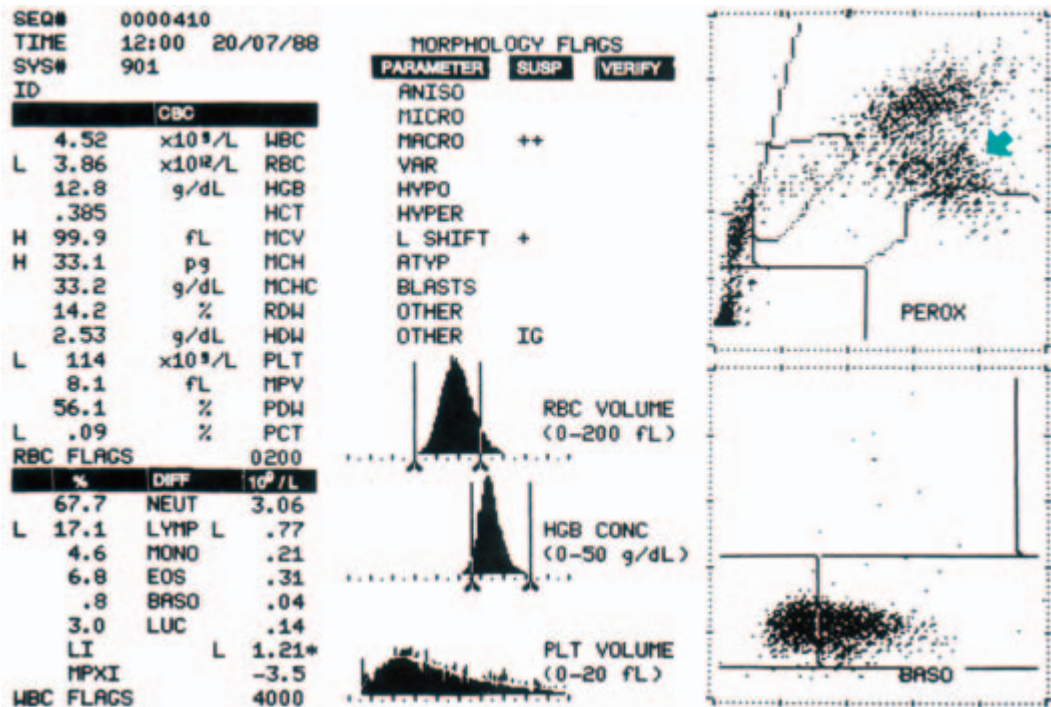 SEQ# 0000410
TIME 12:00 20/07/88
SYS# 901
ID
CBC
4.52 x10⁹/L WBC
L 3.86 x10¹²/L RBC
12.8 g/dL HGB
.385 HCT
H 99.9 fL MCV
H 33.1 pg MCH
33.2 g/dL MCHC
14.2 % RDW
2.53 g/dL HDW
L 114 x10⁹/L PLT
8.1 fL MPV
56.1 % PDW
L .09 % PCT
RBC FLAGS 0200
% DIFF 10⁹/L
67.7 NEUT 3.06
L 17.1 LYMP L .77
4.6 MONO .21
6.8 EOS .31
.8 BASO .04
3.0 LUC .14
LI L 1.21*
MPXI -3.5
WBC FLAGS 4000
MORPHOLOGY FLAGS
PARAMETER SUSP VERIFY
ANISO
MICRO
MACRO ++
VAR
HYPO
HYPER
L SHIFT +
ATYP
BLASTS
OTHER
OTHER IG
RBC VOLUME
(0-200 fL)
HGB CONC
(0-50 g/dL)
PLT VOLUME
(0-20 fL)
PEROX
BASO